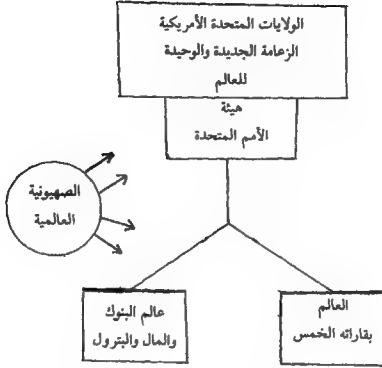 الولايات المتحدة الأمريكية
الزعامة الجديدة والوحيدة
للعالم
هيئة
الأمم المتحدة
الصهيونية
العالمية
العالم
بقاراته الخمس
عالم البنوك
والمال والبترول